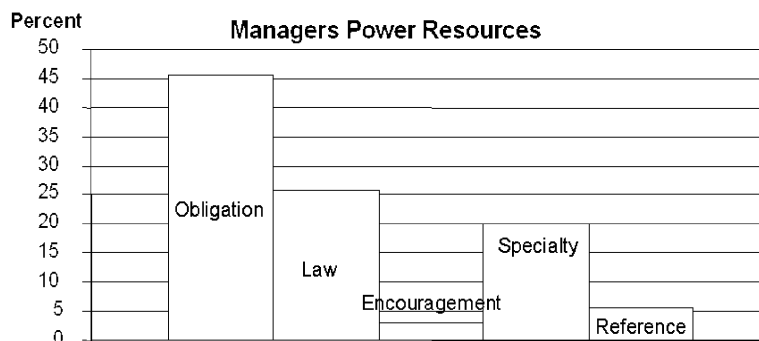 Percent
Managers Power Resources
50
45
40
35
30
25
20
15
10
5
0
Obligation
Law
Encouragement
Specialty
Reference